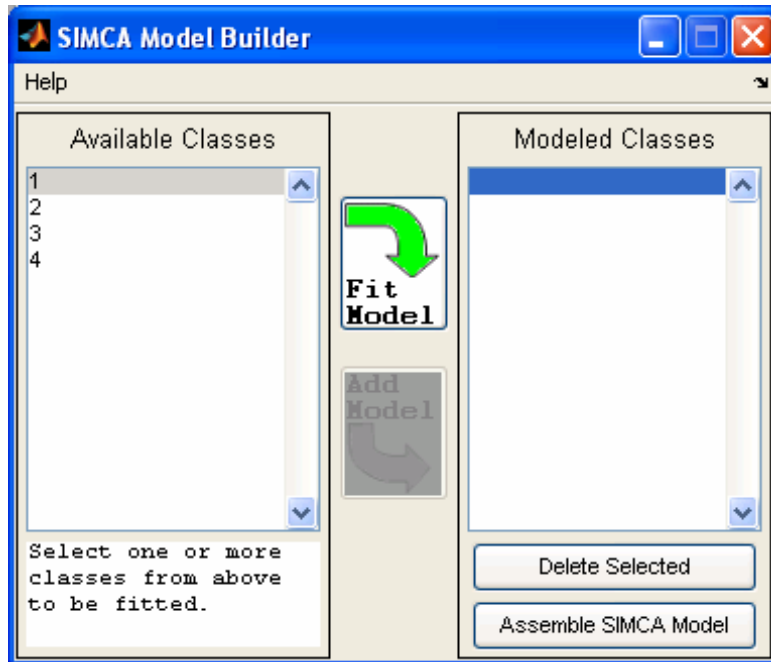 SIMCA Model Builder
Help
Available Classes
1
2
3
4
Select one or more
classes from above
to be fitted.
Fit
Model
Add
Model
Modeled Classes
Delete Selected
Assemble SIMCA Model